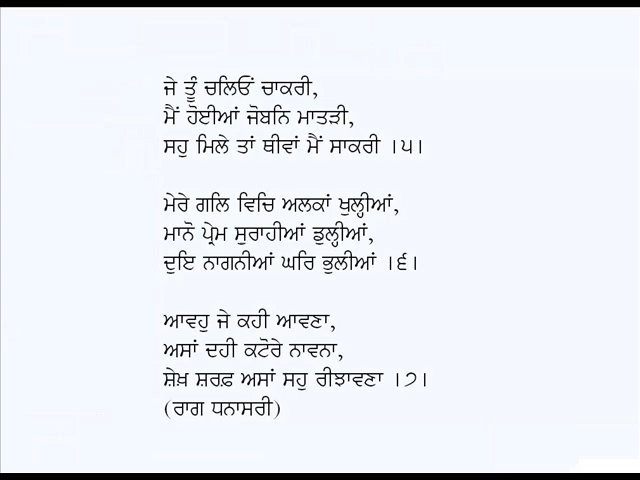 ਜੇ ਤੂੰ ਚਲਿਓਂ ਚਾਕਰੀ,
ਮੈਂ ਹੋਈਆਂ ਜੋਬਨਿ ਮਾਤੜੀ,
ਸਹੁ ਮਿਲੇ ਤਾਂ ਥੀਵਾਂ ਮੈਂ ਸਾਕਰੀ ।੫।
ਮੇਰੇ ਗਲਿ ਵਿਚਿ ਅਲਕਾਂ ਖੁਲ੍ਹੀਆਂ,
ਮਾਨੋ ਪ੍ਰੇਮ ਸੁਰਾਹੀਆਂ ਡੁਲ੍ਹੀਆਂ,
ਦੁਇ ਨਾਗਨੀਆਂ ਘਰਿ ਭੁਲੀਆਂ ।੬।
ਆਵਹੁ ਜੇ ਕਹੀ ਆਵਣਾ,
ਅਸਾਂ ਦਹੀ ਕਟੋਰੇ ਨਾਵਨਾ,
ਸ਼ੇਖ਼ ਸ਼ਰਫ਼ ਅਸਾਂ ਸਹੁ ਰੀਝਾਵਣਾ ।੭।
(ਰਾਗ ਧਨਾਸਰੀ)